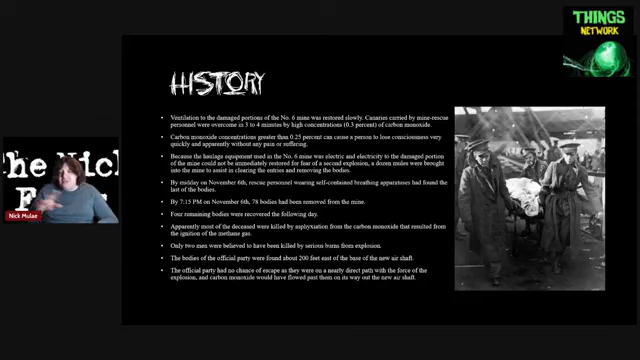 THINGS
NETWORK
HISTORY
• Ventilation to the damaged portions of the No. 6 mine was restored slowly. Canaries carried by mine-rescue
personnel were overcome in 3 to 4 minutes by high concentrations (0.3 percent) of carbon monoxide.
• Carbon monoxide concentrations greater than 0.25 percent can cause a person to lose consciousness very
quickly and apparently without any pain or suffering.
• Because the haulage equipment used in the No. 6 mine was electric and electricity to the damaged portion
of the mine could not be immediately restored for fear of a second explosion, a dozen mules were brought
into the mine to assist in clearing the entries and removing the bodies.
• By midday on November 6th, rescue personnel wearing self-contained breathing apparatuses had found the
last of the bodies.
• By 7:15 PM on November 6th, 78 bodies had been removed from the mine.
• Four remaining bodies were recovered the following day.
• Apparently most of the deceased were killed by asphyxiation from the carbon monoxide that resulted from
the ignition of the methane gas.
• Only two men were believed to have been killed by serious burns from explosion.
• The bodies of the official party were found about 200 feet east of the base of the new air shaft.
• The official party had no chance of escape as they were on a nearly direct path with the force of the
explosion, and carbon monoxide would have flowed past them on its way out the new air shaft.
he Nick
Nick Mulae